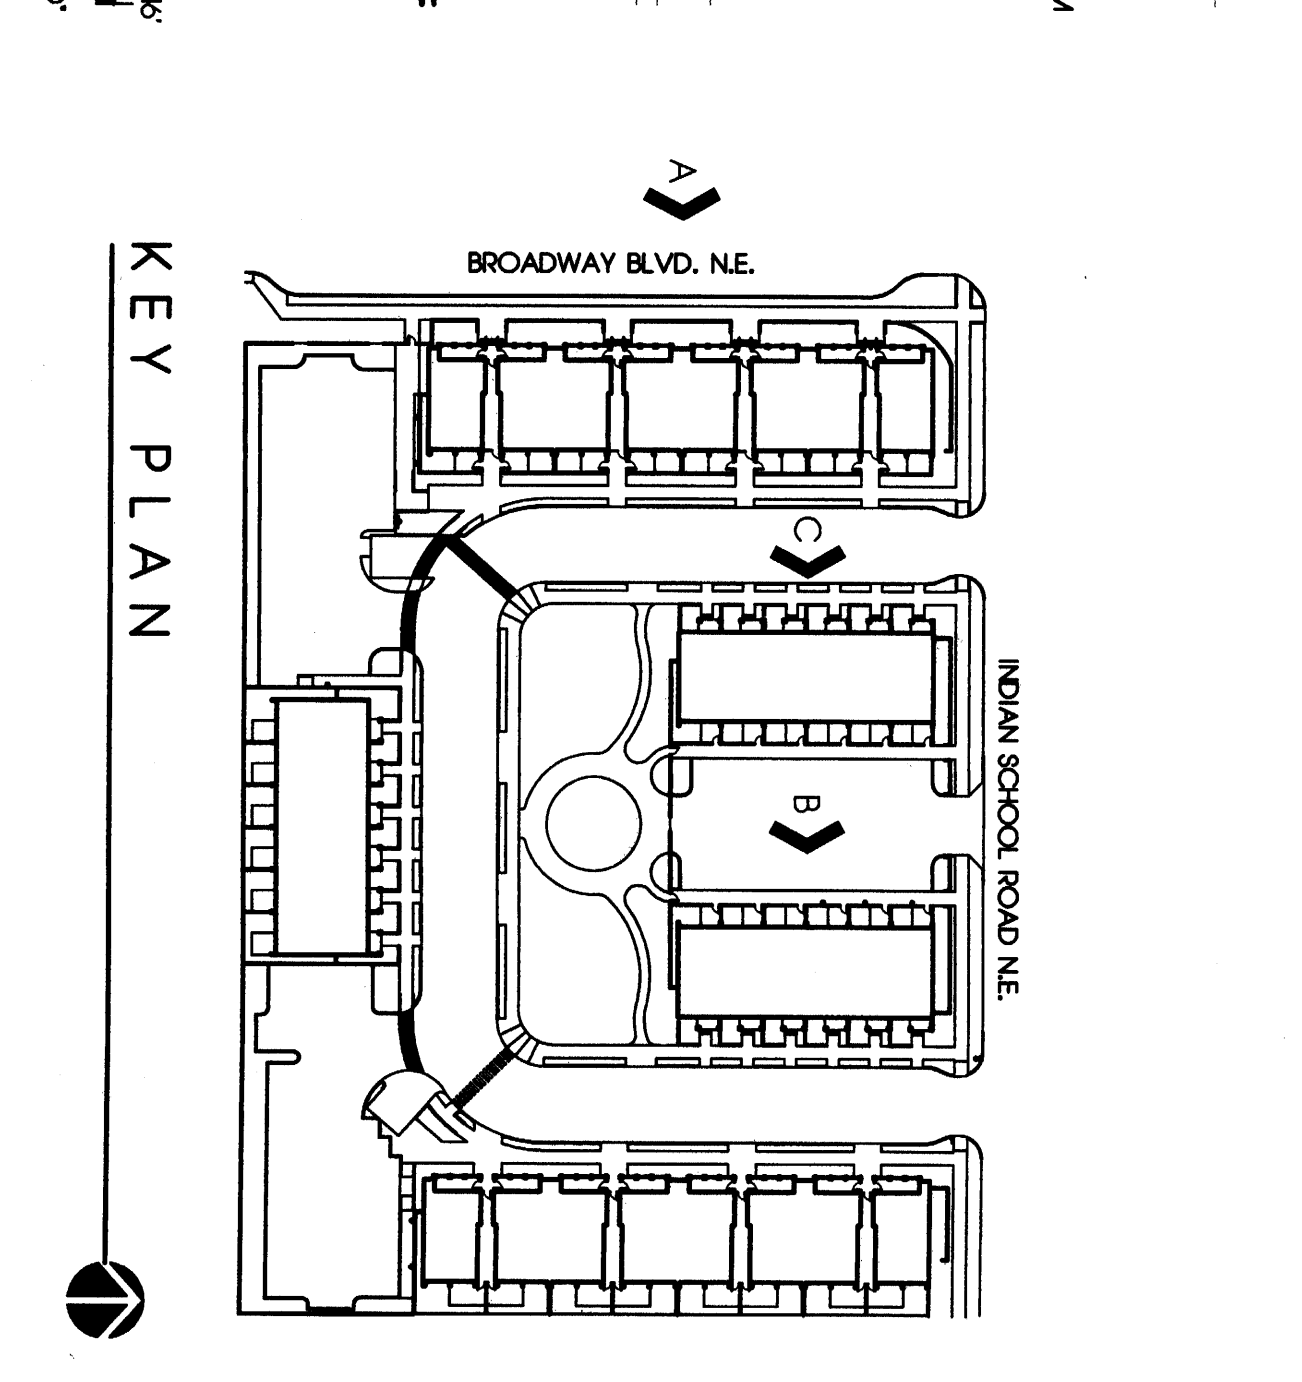 A
BROADWAY BLVD. N.E.
KEY PLAN
C
INDIAN SCHOOL ROAD N.E.
B